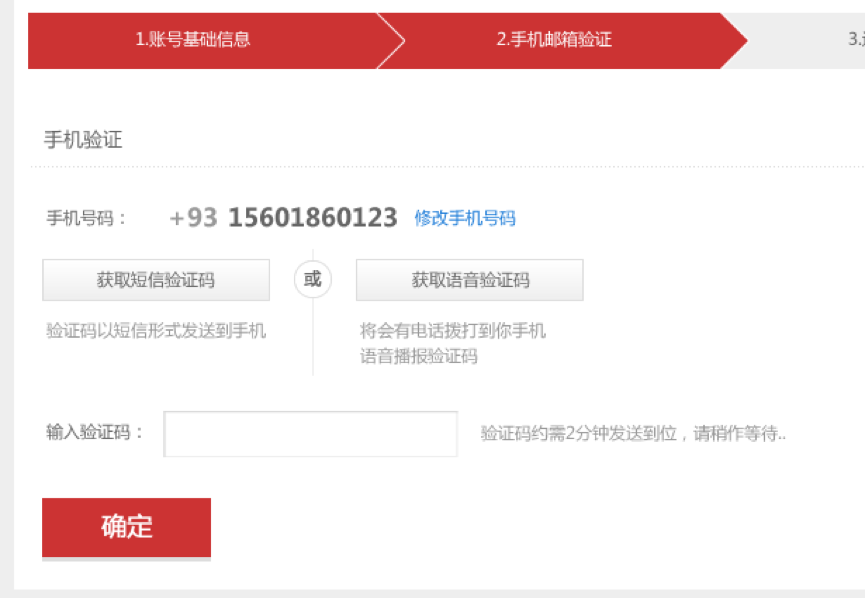 1.账号基础信息
2.手机邮箱验证
3.
手机验证
手机号码： +93 15601860123 修改手机号码
获取短信验证码 或 获取语音验证码
验证码以短信形式发送到手机
将会有电话拨打到你手机
语音播报验证码
输入验证码： 验证码约需2分钟发送到位，请稍作等待..
确定